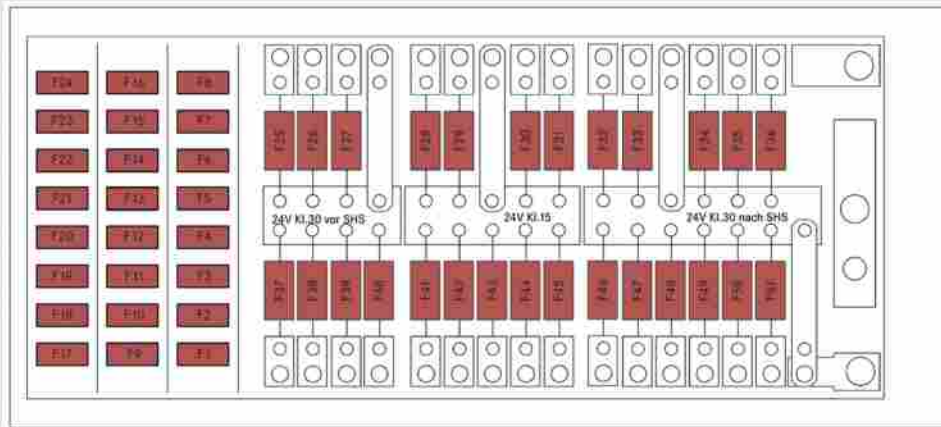 F24 F16 F8
F23 F15 F7
F22 F14 F6
F21 F13 F5
F20 F12 F4
F19 F11 F3
F18 F10 F2
F17 F9 F1
F25 F26 F27 F28 F29 F30 F31 F32 F33 F34 F35 F36
24V Kl.30 vor SHS 24V Kl.15 24V Kl.30 nach SHS
F37 F38 F39 F40 F41 F42 F43 F44 F45 F46 F47 F48 F49 F50 F51